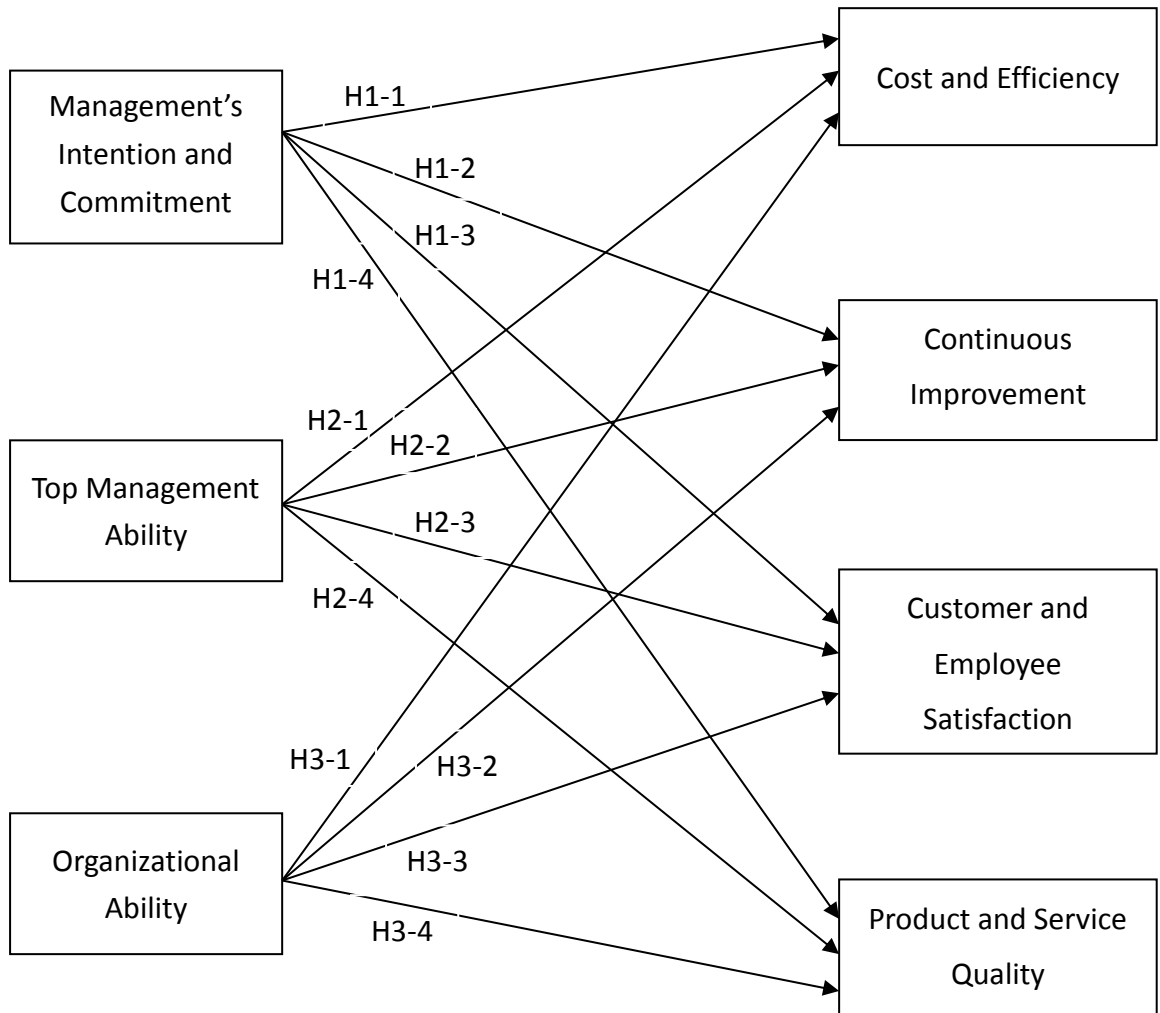 Management’s
Intention and
Commitment
Top Management
Ability
Organizational
Ability
H1-1
H1-2
H1-3
H1-4
H2-1
H2-2
H2-3
H2-4
H3-1
H3-2
H3-3
H3-4
Cost and Efficiency
Continuous
Improvement
Customer and
Employee
Satisfaction
Product and Service
Quality